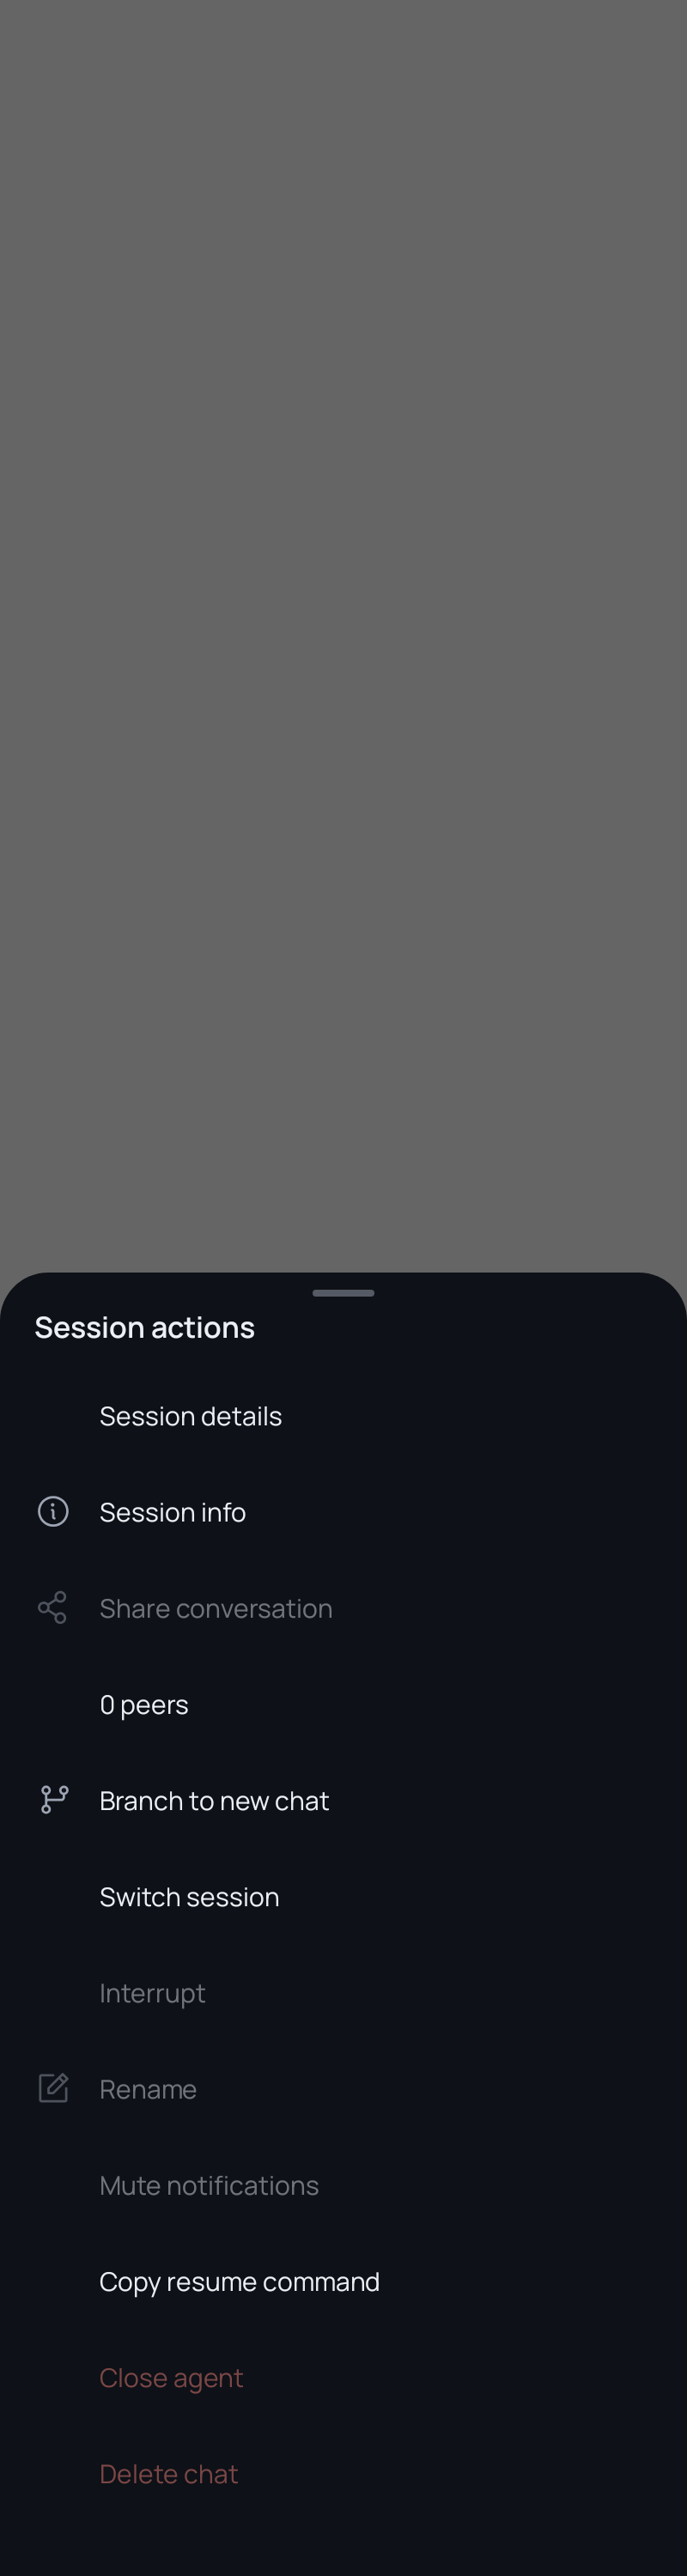 Session actions
Session details
Session info
Share conversation
0 peers
Branch to new chat
Switch session
Interrupt
Rename
Mute notifications
Copy resume command
Close agent
Delete chat